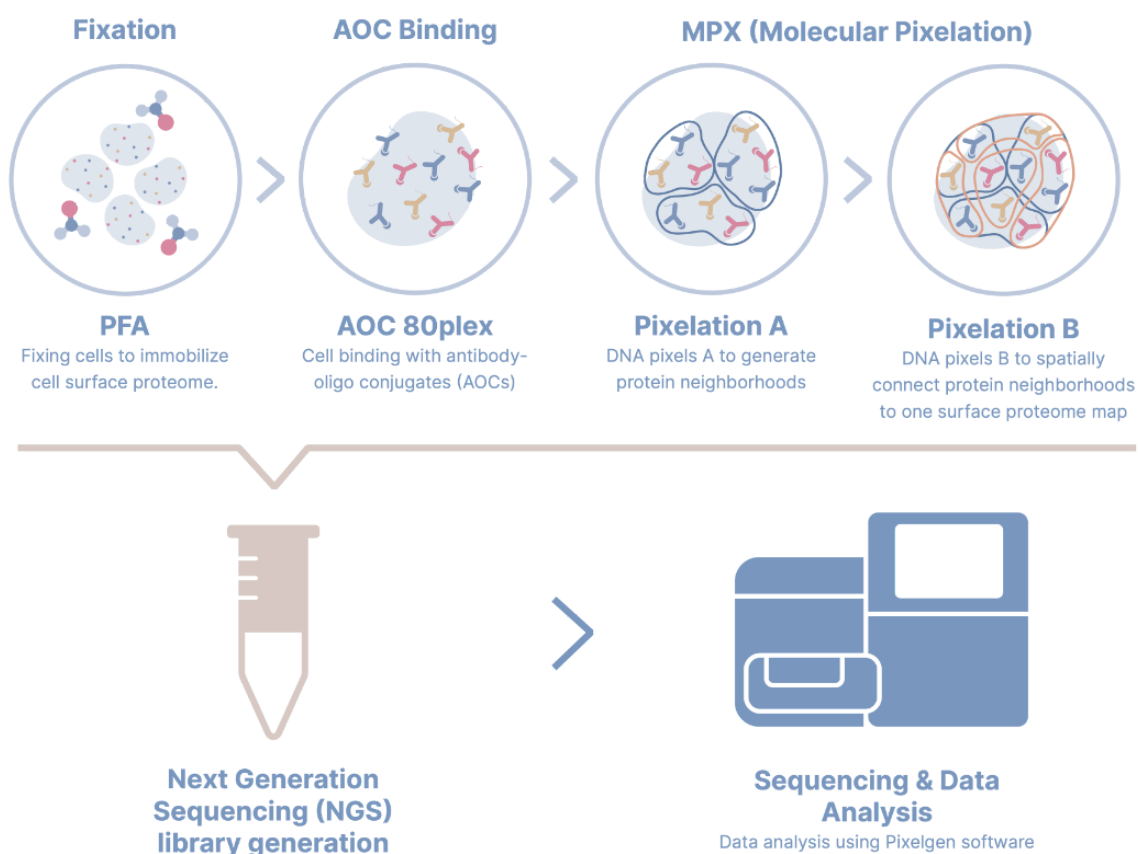 Fixation
AOC Binding
MPX (Molecular Pixelation)
PFA
Fixing cells to immobilize
cell surface proteome.
AOC 80plex
Cell binding with antibody-
oligo conjugates (AOCs)
Pixelation A
DNA pixels A to generate
protein neighborhoods
Pixelation B
DNA pixels B to spatially
connect protein neighborhoods
to one surface proteome map
Next Generation
Sequencing (NGS)
library generation
Sequencing & Data
Analysis
Data analysis using Pixelgen software